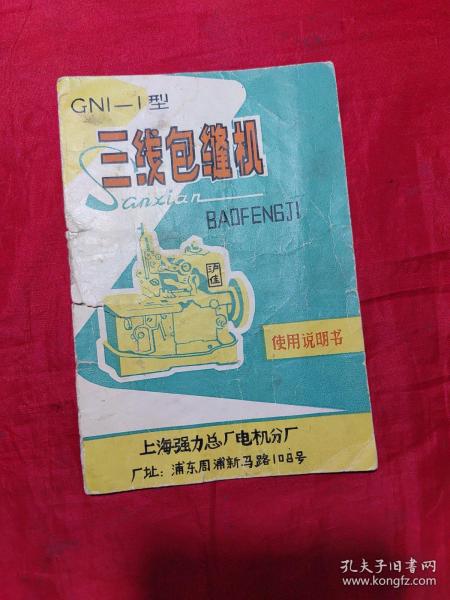 GN1-1型
三线包缝机
Sanxian
BAOFENGJI
沪佳
使用说明书
上海强力总厂电机分厂
厂址：浦东周浦新马路108号
孔夫子旧书网
www.kongfz.com